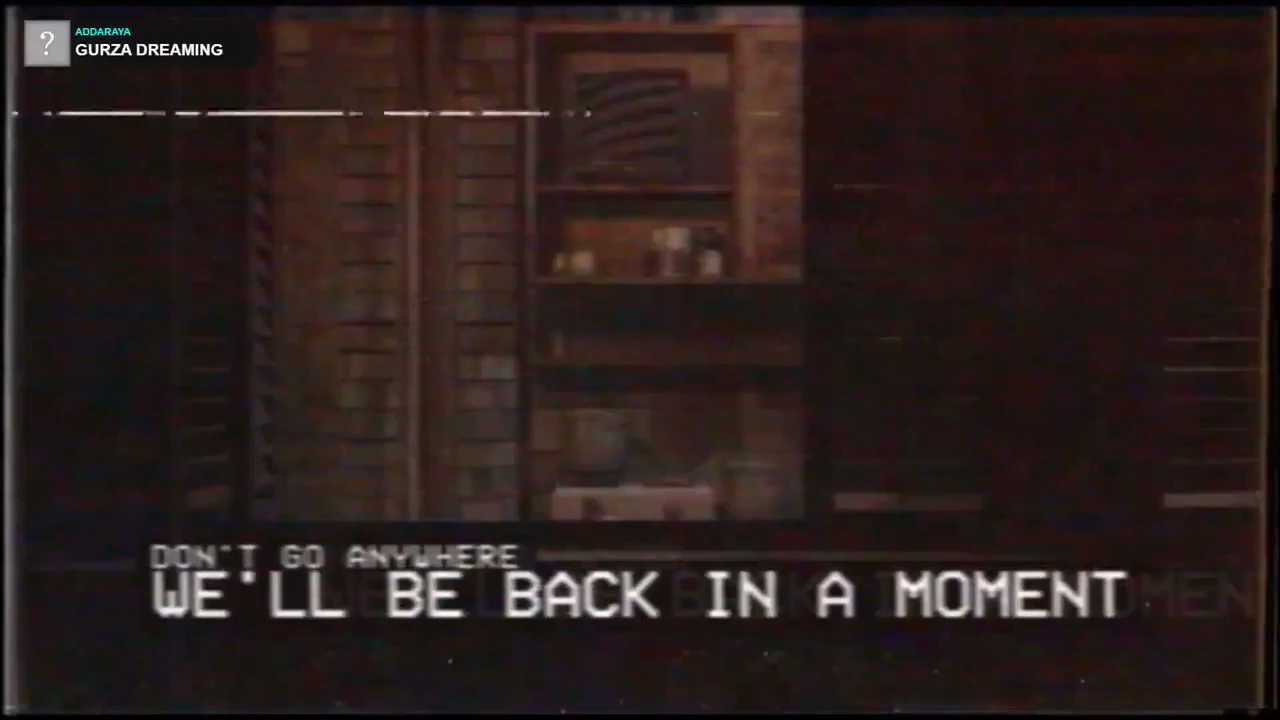 ?
ADDARAYA
GURZA DREAMING
DON'T GO ANYWHERE
WE'LL BE BACK IN A MOMENT